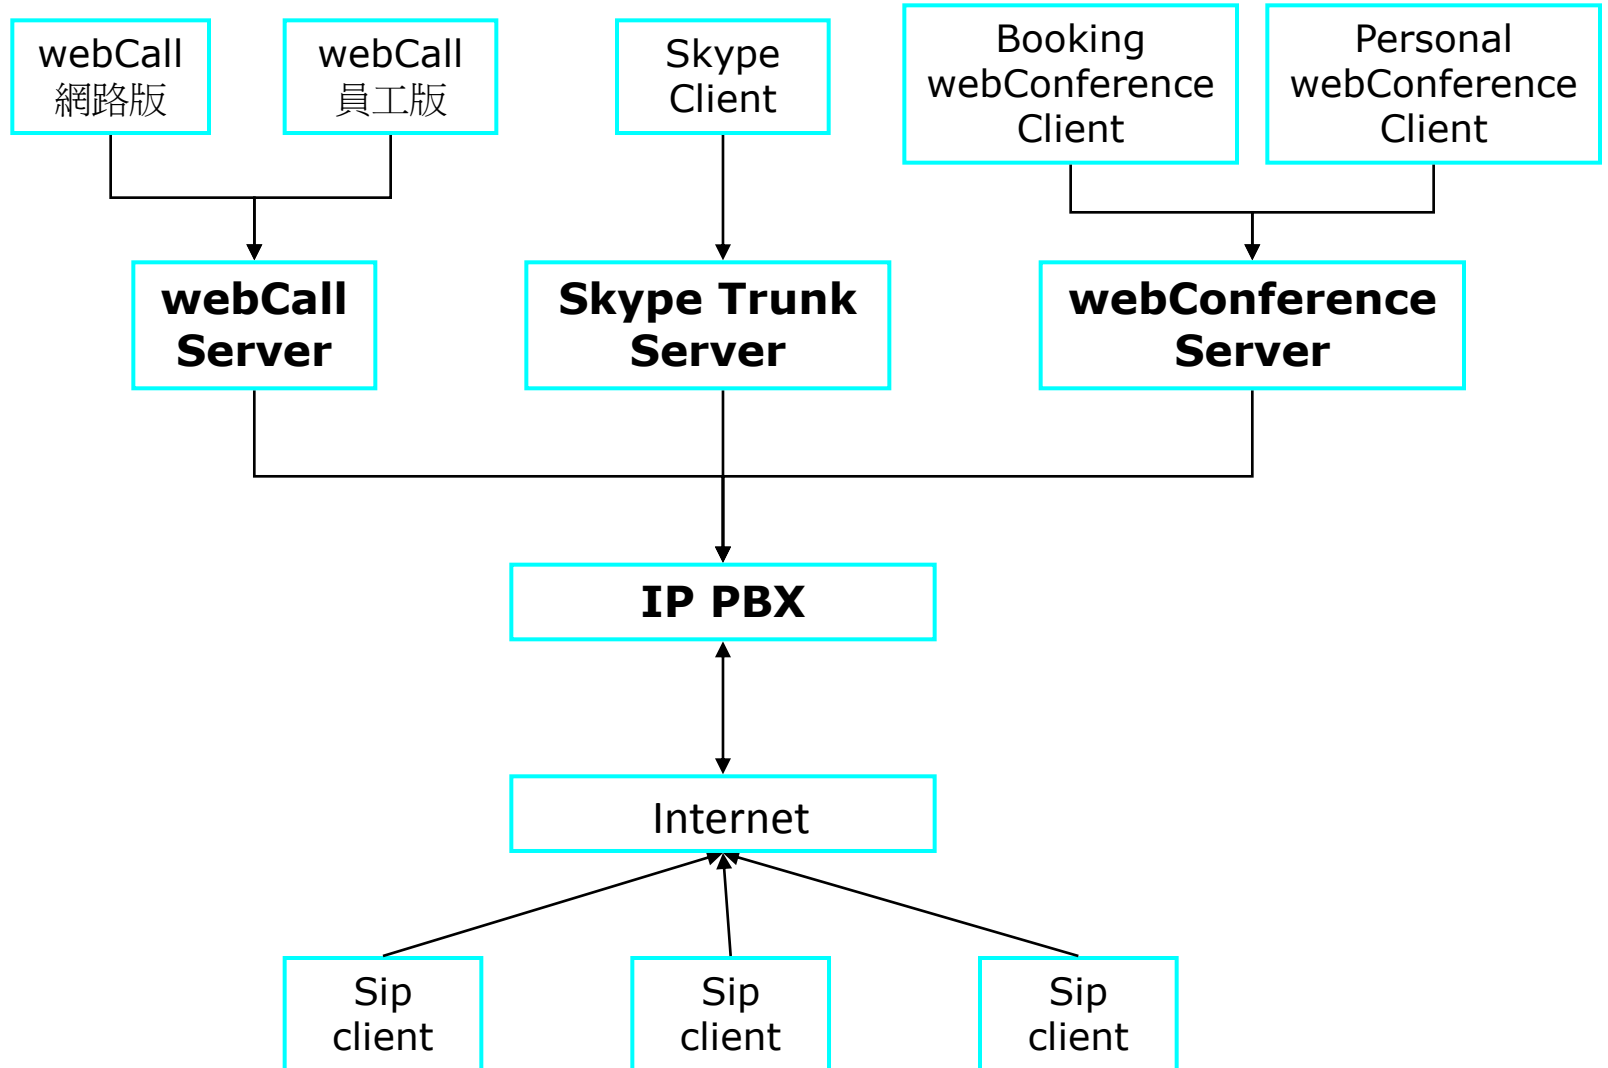 webCall
網路版
webCall
員工版
Skype
Client
Booking
webConference
Client
Personal
webConference
Client
webCall
Server
Skype Trunk
Server
webConference
Server
IP PBX
Internet
Sip
client
Sip
client
Sip
client